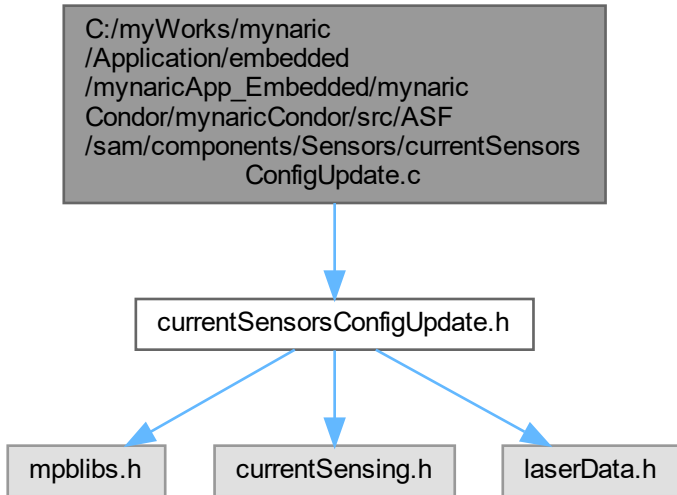 C:/myWorks/mynaric
/Application/embedded
/mynaricApp_Embedded/mynaric
Condor/mynaricCondor/src/ASF
/sam/components/Sensors/currentSensors
ConfigUpdate.c
currentSensorsConfigUpdate.h
mpblibs.h
currentSensing.h
laserData.h